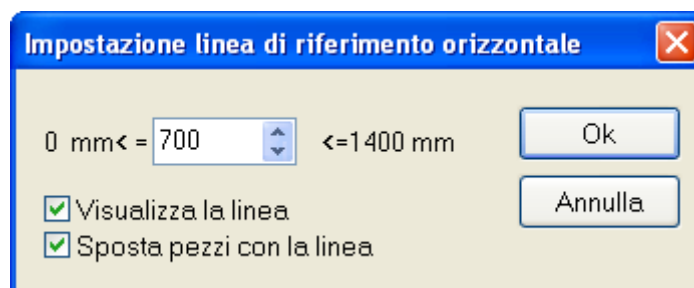 Impostazione linea di riferimento orizzontale
0 mm< = 700 <=1400 mm
Ok
Annulla
Visualizza la linea
Sposta pezzi con la linea